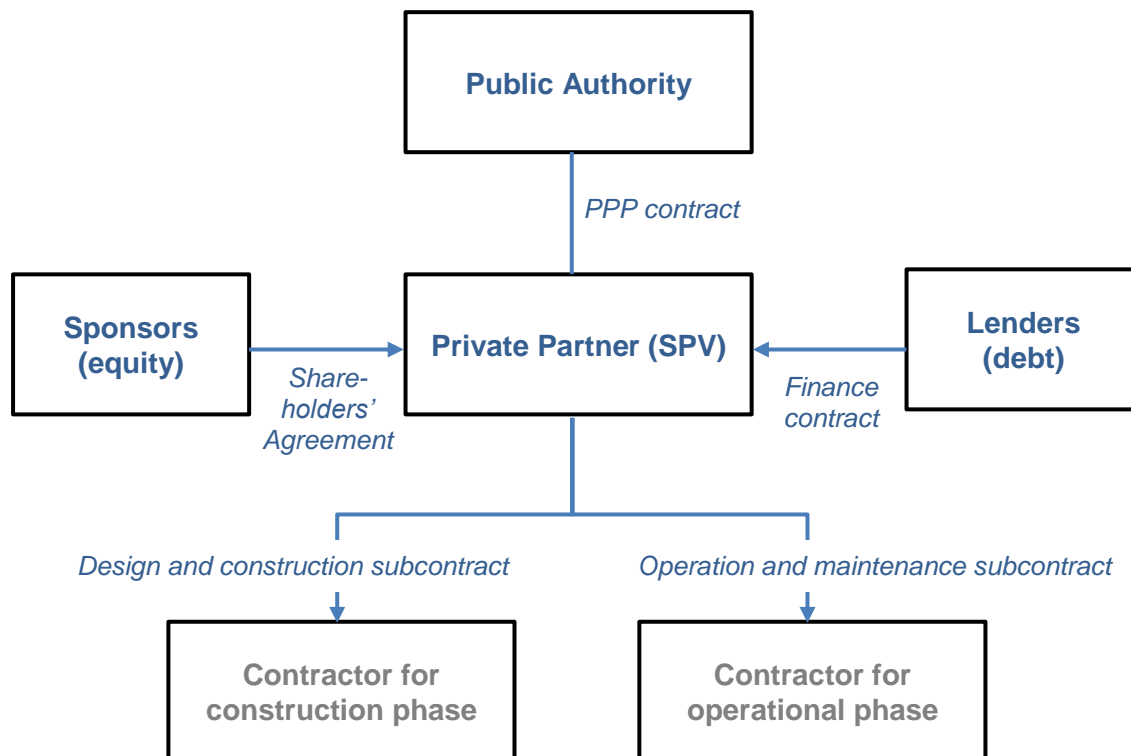 Public Authority
PPP contract
Sponsors
(equity)
Private Partner (SPV)
Lenders
(debt)
Share-
holders’
Agreement
Finance
contract
Design and construction subcontract
Operation and maintenance subcontract
Contractor for
construction phase
Contractor for
operational phase